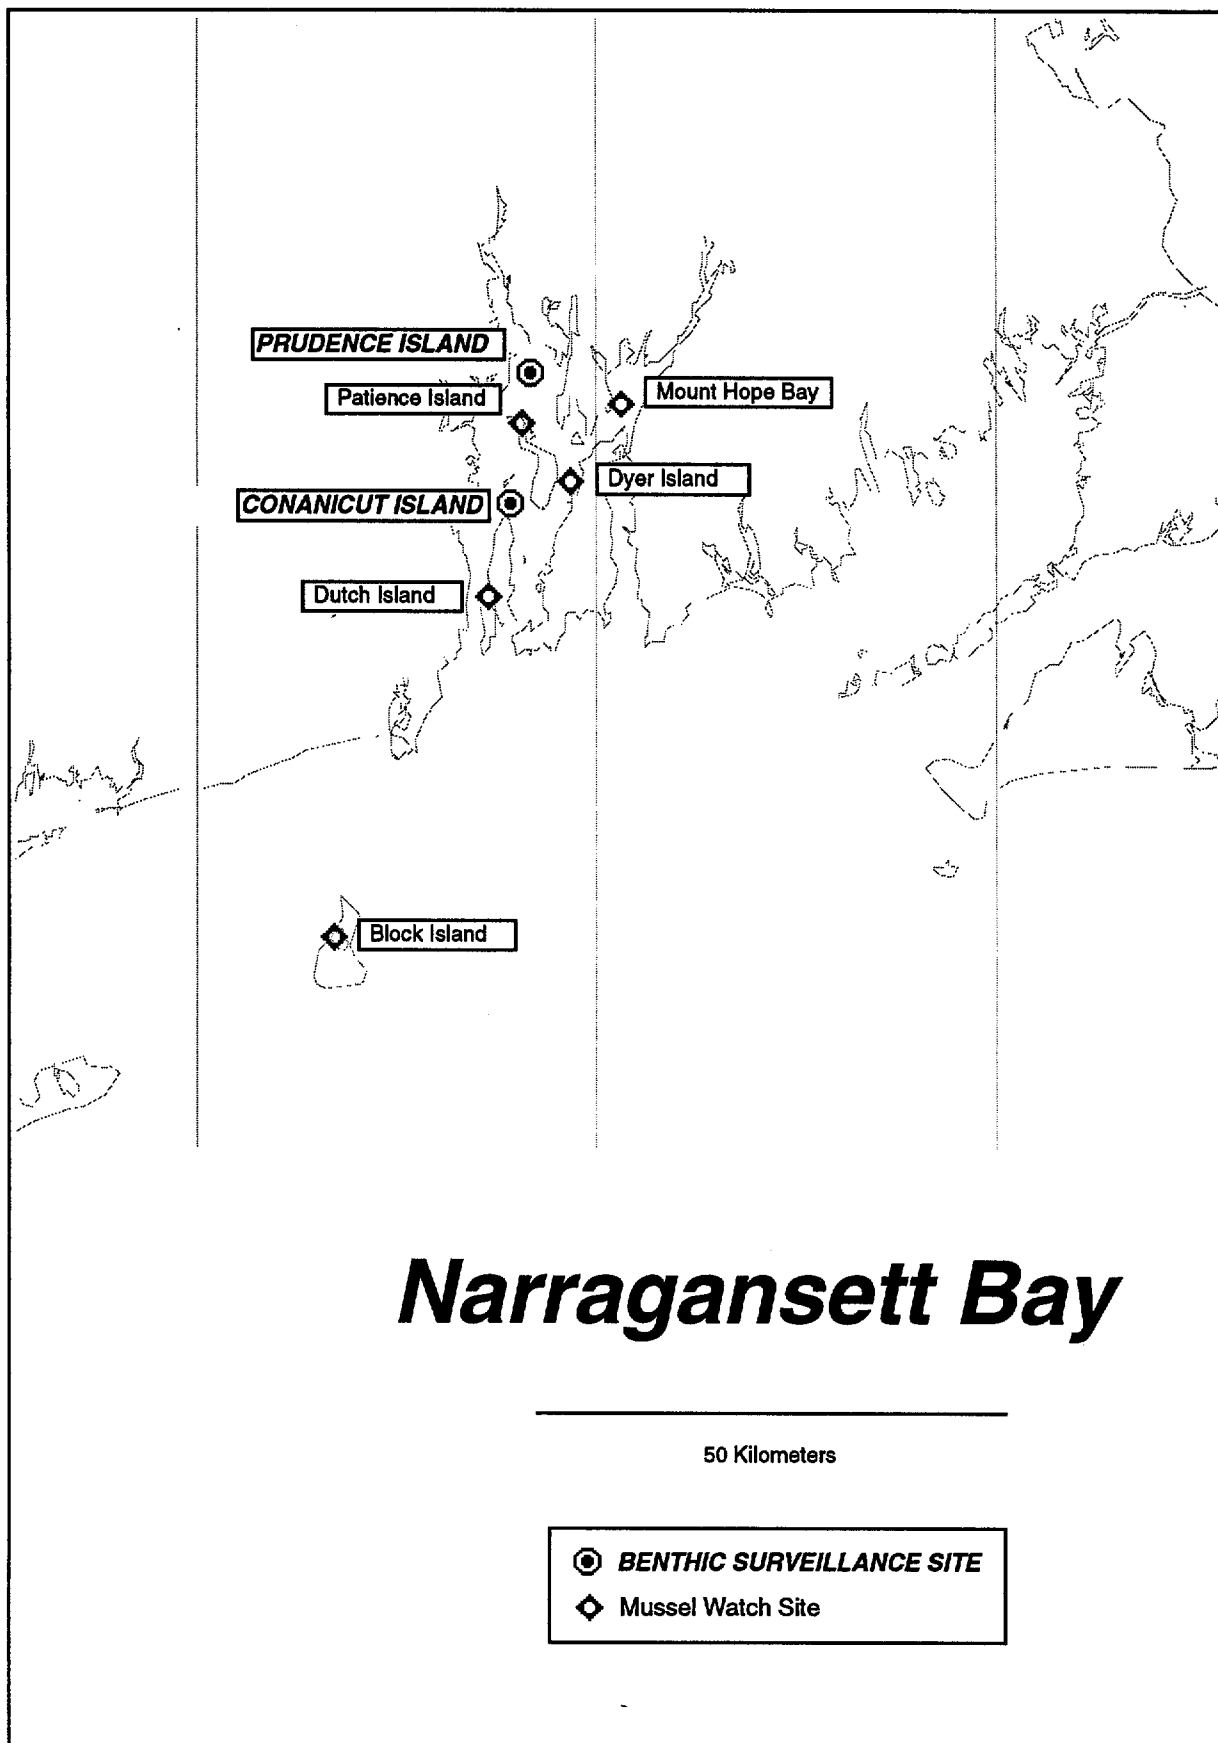 PRUDENCE ISLAND
Patience Island
Mount Hope Bay
Dyer Island
CONANICUT ISLAND
Dutch Island
Block Island
Narragansett Bay
50 Kilometers
BENTHIC SURVEILLANCE SITE
Mussel Watch Site